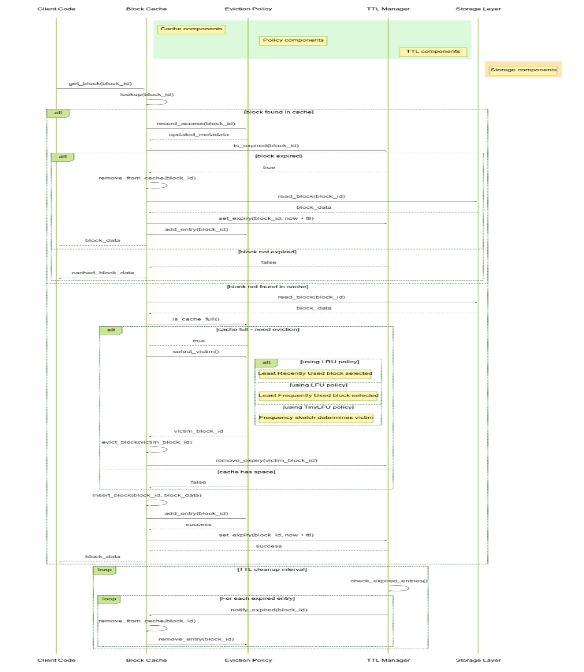 Client Code
Block Cache
Eviction Policy
TTL Manager
Storage Layer
Cache components
Policy components
TTL components
Storage components
get_block(block_id)
lookup(block_id)
alt
[block found in cache]
record_access(block_id)
updated_metadata
is_expired(block_id)
alt
[block expired]
true
remove_from_cache(block_id)
read_block(block_id)
block_data
set_expiry(block_id, now + ttl)
add_entry(block_id)
block_data
[block not expired]
false
cached_block_data
[block not found in cache]
read_block(block_id)
block_data
is_cache_full()
alt
[cache full - need eviction]
true
select_victim()
alt
[using LRU policy]
Least Recently Used block selected
[using LFU policy]
Least Frequently Used block selected
[using TinyLFU policy]
Frequency sketch determines victim
victim_block_id
evict_block(victim_block_id)
remove_expiry(victim_block_id)
[cache has space]
false
insert_block(block_id, block_data)
add_entry(block_id)
success
set_expiry(block_id, now + ttl)
success
block_data
loop
[TTL cleanup interval]
check_expired_entries()
loop
[For each expired entry]
notify_expired(block_id)
remove_from_cache(block_id)
remove_entry(block_id)
Client Code
Block Cache
Eviction Policy
TTL Manager
Storage Layer